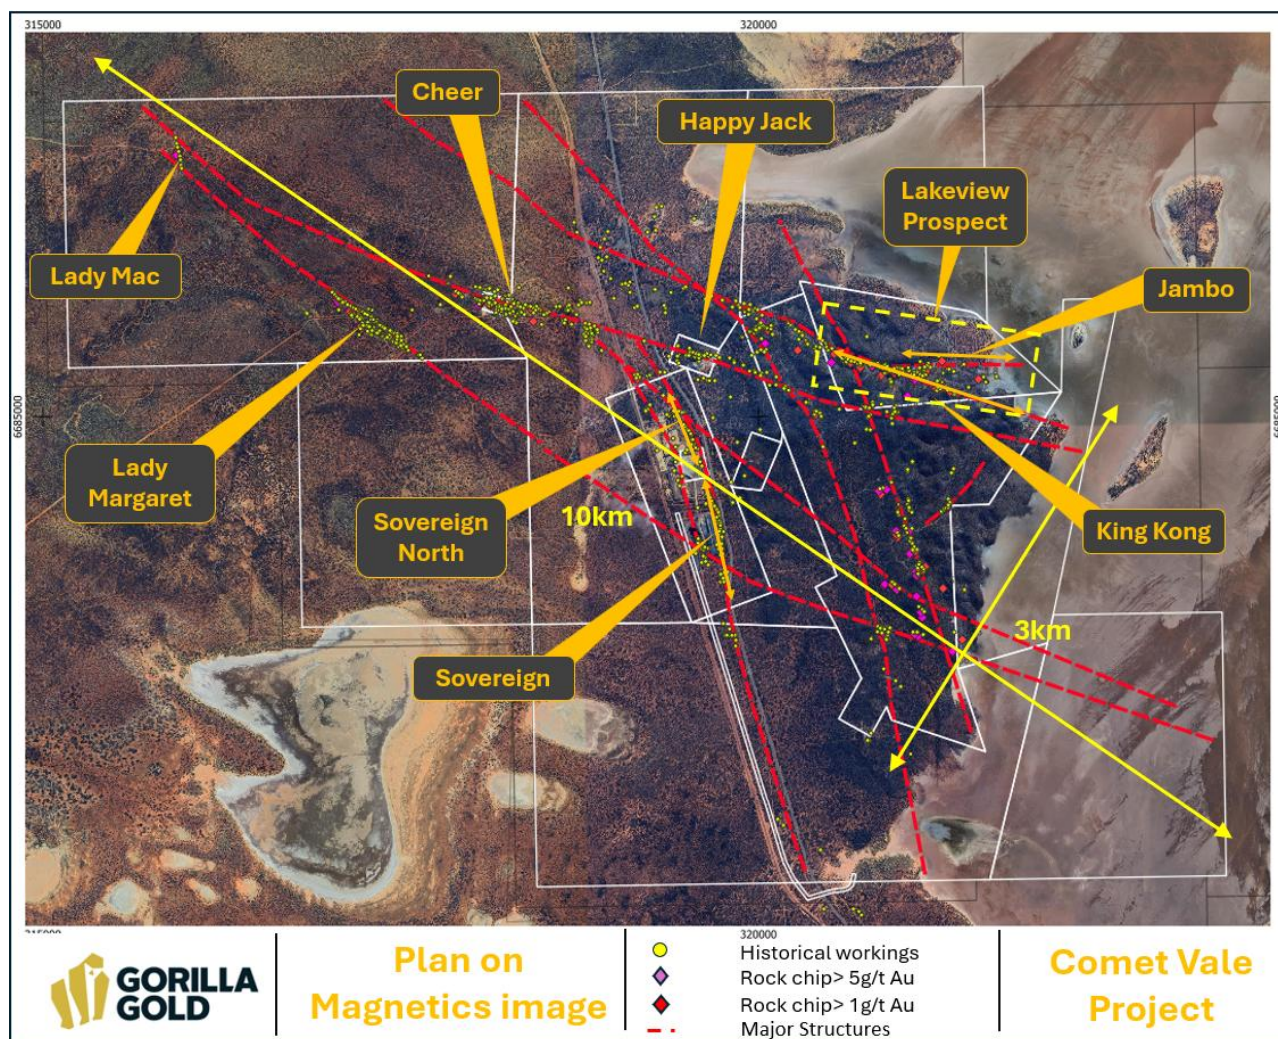 315000
320000
Cheer
Happy Jack
Lakeview
Prospect
Lady Mac
Jambo
6685000
6685000
Lady
Margaret
Sovereign
North
10km
King Kong
Sovereign
3km
315000
320000
GORILLA
GOLD
Plan on
Magnetics image
Historical workings
Rock chip> 5g/t Au
Rock chip> 1g/t Au
Major Structures
Comet Vale
Project